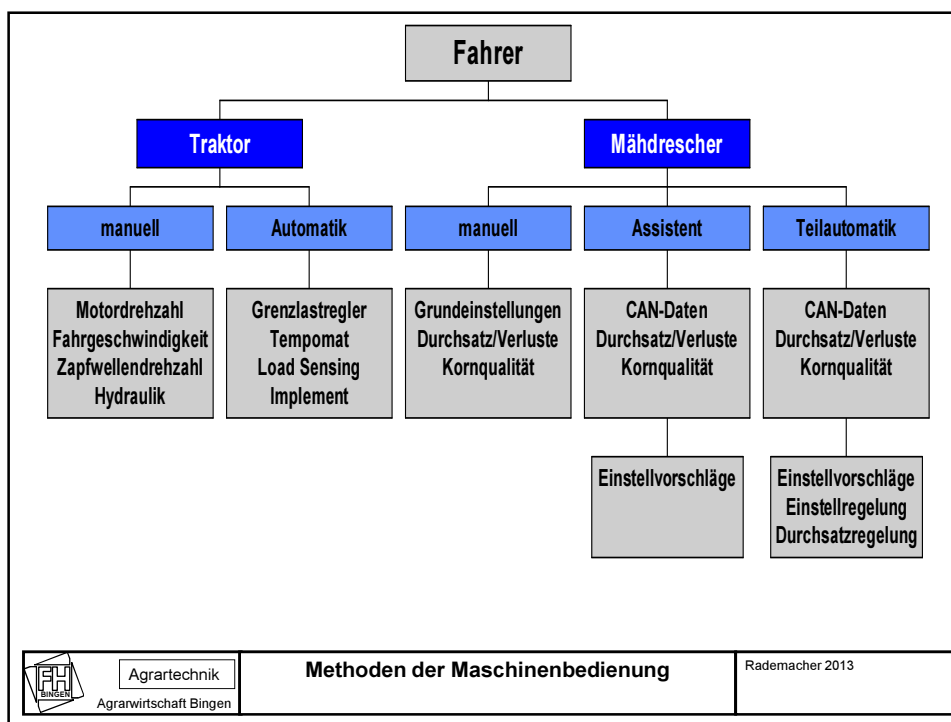 Fahrer
Traktor
Mähdrescher
manuell
Automatik
manuell
Assistent
Teilautomatik
Motordrehzahl
Fahrgeschwindigkeit
Zapfwellendrehzahl
Hydraulik
Grenzlastregler
Tempomat
Load Sensing
Implement
Grundeinstellungen
Durchsatz/Verluste
Kornqualität
CAN-Daten
Durchsatz/Verluste
Kornqualität
CAN-Daten
Durchsatz/Verluste
Kornqualität
Einstellvorschläge
Einstellvorschläge
Einstellregelung
Durchsatzregelung
FH
BINGEN
Agrartechnik
Agrarwirtschaft Bingen
Methoden der Maschinenbedienung
Rademacher 2013